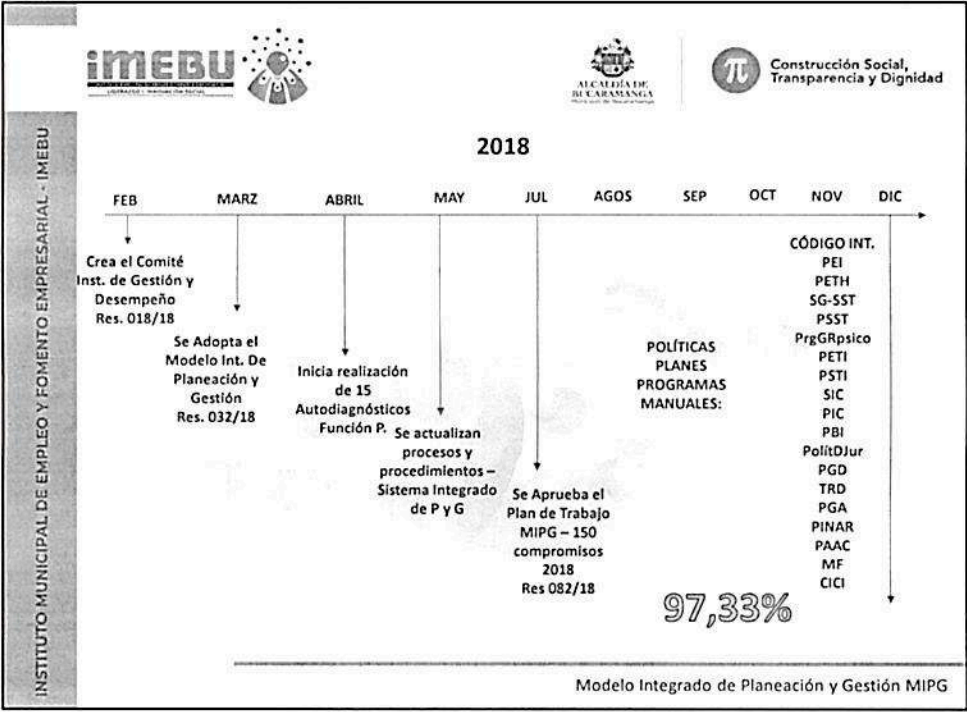 imebu
ALCALDÍA DE
BUCARAMANGA
Municipio de Bucaramanga
π
Construcción Social,
Transparencia y Dignidad
INSTITUTO MUNICIPAL DE EMPLEO Y FOMENTO EMPRESARIAL - IMEBU
2018
FEB MARZ ABRIL MAY JUL AGOS SEP OCT NOV DIC
Crea el Comité
Inst. de Gestión y
Desempeño
Res. 018/18
Se Adopta el
Modelo Int. De
Planeación y
Gestión
Res. 032/18
Inicia realización
de 15
Autodiagnósticos
Función P.
Se actualizan
procesos y
procedimientos –
Sistema Integrado
de P y G
Se Aprueba el
Plan de Trabajo
MIPG – 150
compromisos
2018
Res 082/18
POLÍTICAS
PLANES
PROGRAMAS
MANUALES:
CÓDIGO INT.
PEI
PETH
SG-SST
PSST
PrgGRpsico
PETI
PSTI
SIC
PIC
PBI
PolítDJur
PGD
TRD
PGA
PINAR
PAAC
MF
CICI
97,33%
Modelo Integrado de Planeación y Gestión MIPG